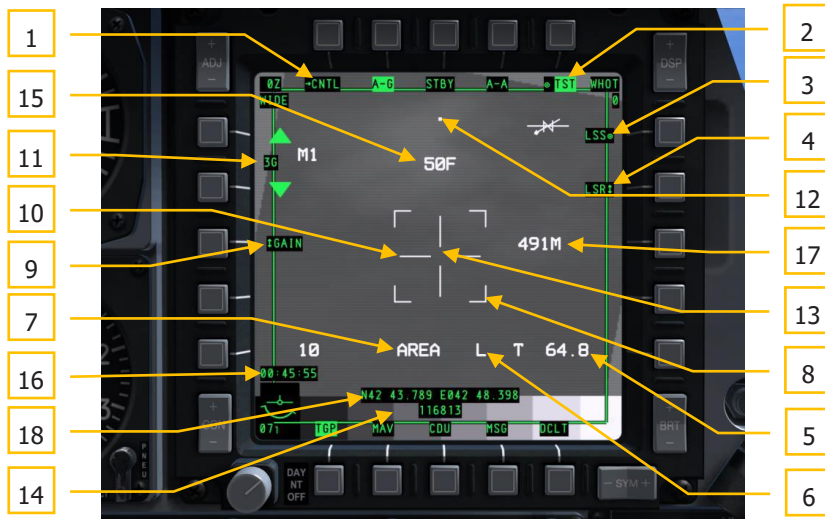 1
2
+
ADJ
-
+
DSP
-
0Z →CNTL A-G STBY A-A TST WHOT
WIDE 0
15
3
LSS
11
3G M1
50F
4
LSR↕
10
12
9
↕GAIN
491M
17
7
13
10 AREA L T 64.8
8
16
00:45:55
N42 43.789 E042 48.398
116813
18
071 TGP MAV CDU MSG DCLT
+
BRT
-
5
PNEU
14
DAY
NT
OFF
- SYM +
6